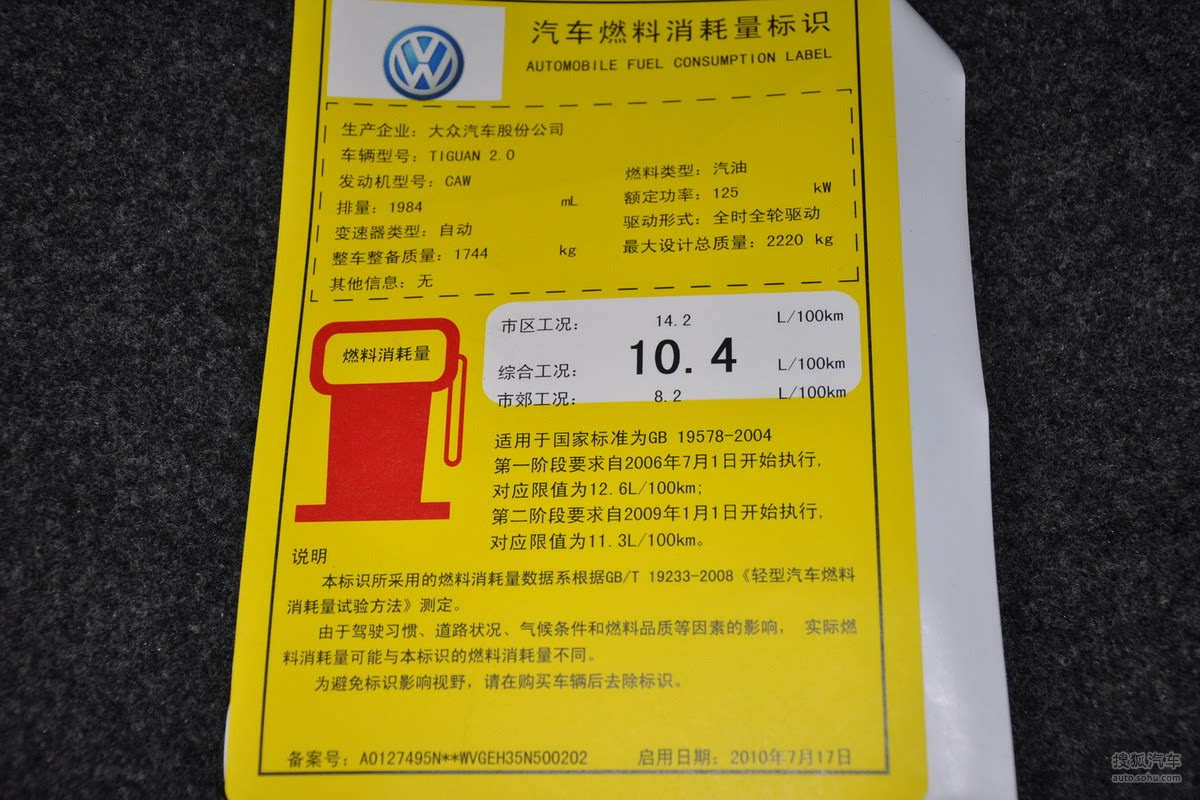 汽车燃料消耗量标识
AUTOMOBILE FUEL CONSUMPTION LABEL
生产企业: 大众汽车股份公司
车辆型号: TIGUAN 2.0
发动机型号: CAW
燃料类型: 汽油
排量: 1984 mL
额定功率: 125 kW
变速器类型: 自动
驱动形式: 全时全轮驱动
整车整备质量: 1744 kg
最大设计总质量: 2220 kg
其他信息: 无
燃料消耗量
市区工况: 14.2 L/100km
综合工况: 10.4 L/100km
市郊工况: 8.2 L/100km
适用于国家标准为GB 19578-2004
第一阶段要求自2006年7月1日开始执行,
对应限值为12.6L/100km;
第二阶段要求自2009年1月1日开始执行,
对应限值为11.3L/100km。
说明
本标识所采用的燃料消耗量数据系根据GB/T 19233-2008《轻型汽车燃料
消耗量试验方法》测定。
由于驾驶习惯、道路状况、气候条件和燃料品质等因素的影响, 实际燃
料消耗量可能与本标识的燃料消耗量不同。
为避免标识影响视野,请在购买车辆后去除标识。
备案号: A0127495N**WVGEH35N500202 启用日期: 2010年7月17日
搜狐汽车
auto.sohu.com